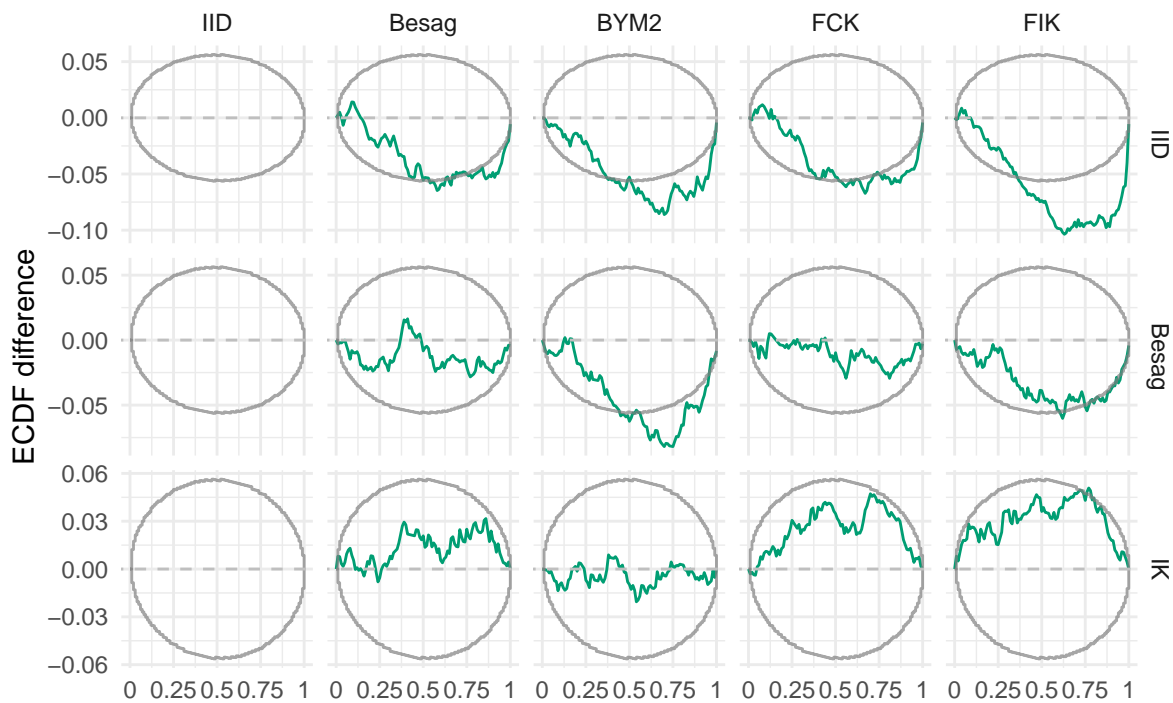 IID Besag BYM2 FCK FIK
0.05
0.00
−0.05
−0.10
IID
0.05
0.00
−0.05
Besag
0.06
0.03
0.00
−0.03
−0.06
IK
ECDF difference
0 0.25 0.5 0.75 1 0 0.25 0.5 0.75 1 0 0.25 0.5 0.75 1 0 0.25 0.5 0.75 1 0 0.25 0.5 0.75 1